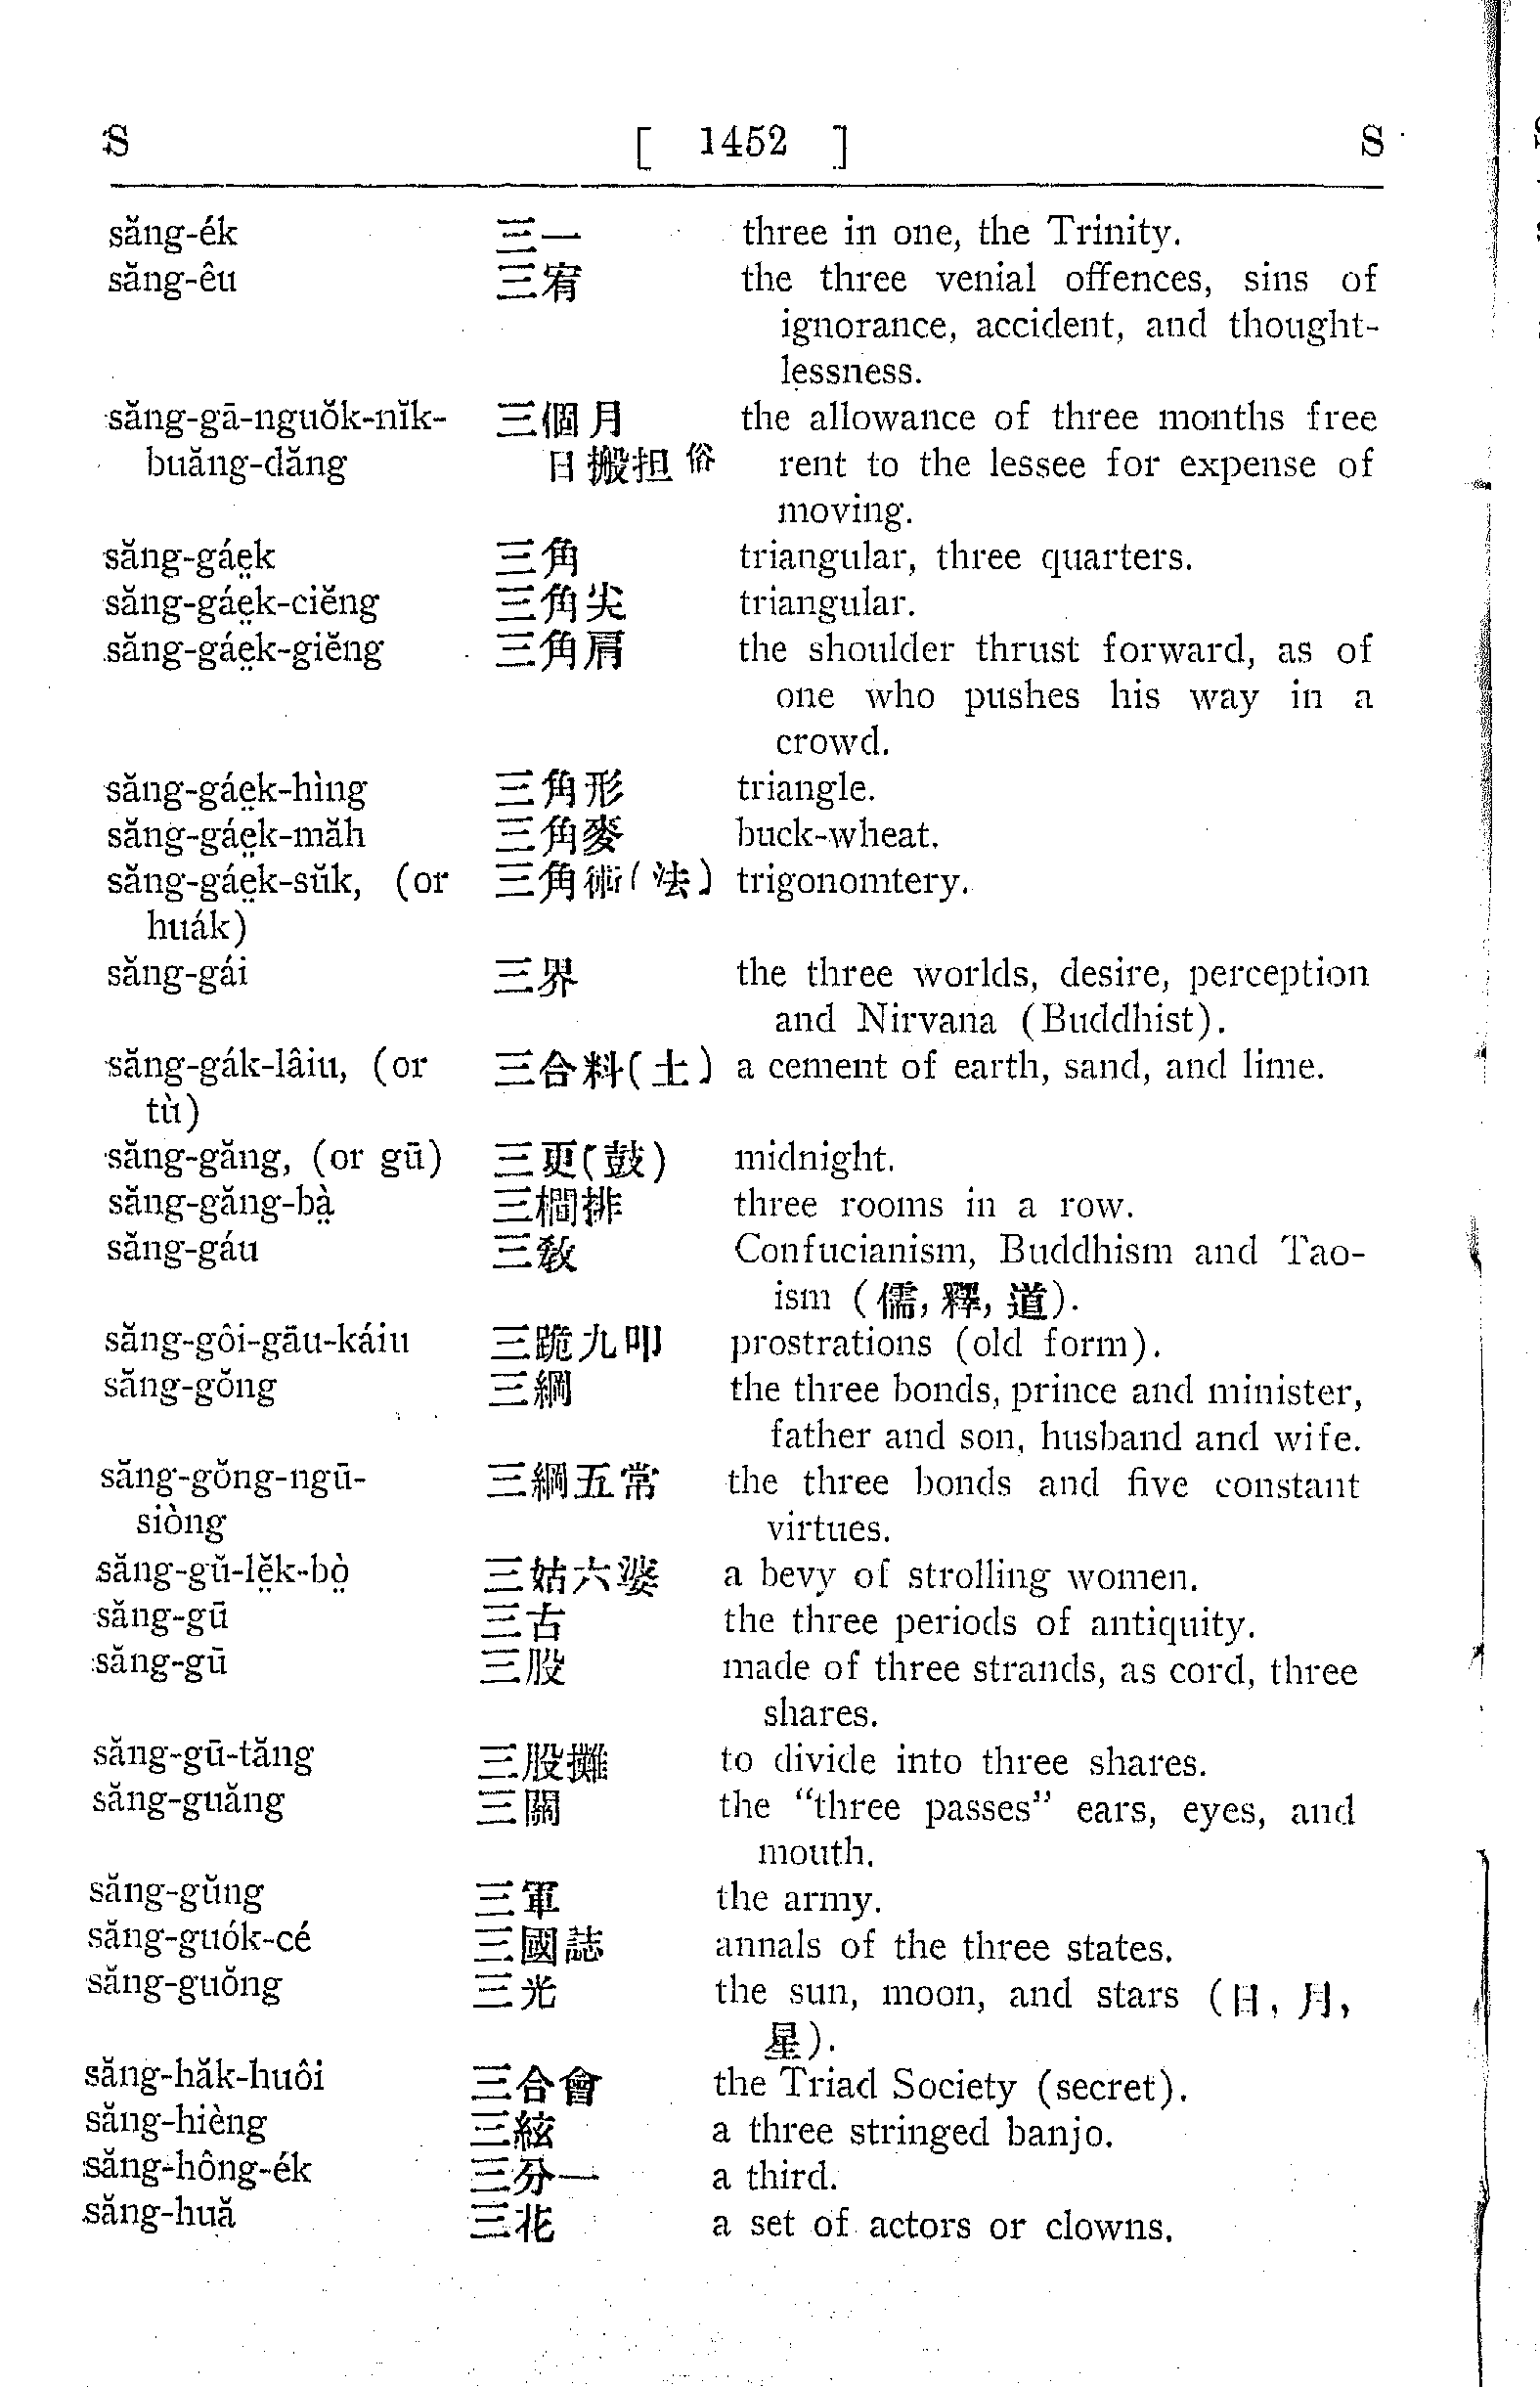 S [ 1452 ] S
săng-ék 三一 three in one, the Trinity.
săng-êu 三宥 the three venial offences, sins of
ignorance, accident, and thought-
lessness.
săng-gā-nguŏk-nĭk- 三個月 the allowance of three months free
buăng-dăng 日搬担俗 rent to the lessee for expense of
moving.
săng-gáe̤k 三角 triangular, three quarters.
săng-gáe̤k-ciĕng 三角尖 triangular.
săng-gáe̤k-giĕng 三角肩 the shoulder thrust forward, as of
one who pushes his way in a
crowd.
săng-gáe̤k-hìng 三角形 triangle.
săng-gáe̤k-măh 三角麥 buck-wheat.
săng-gáe̤k-sŭk, (or 三角術(法) trigonomtery.
huák)
săng-gái 三界 the three worlds, desire, perception
and Nirvana (Buddhist).
săng-gák-lâiu, (or 三合料(土) a cement of earth, sand, and lime.
tù)
săng-găng, (or gū) 三更(鼓) midnight.
săng-găng-bà̤ 三櫚排 three rooms in a row.
săng-gáu 三敎 Confucianism, Buddhism and Tao-
ism (儒, 釋, 道).
săng-gôi-gāu-káiu 三跪九叩 prostrations (old form).
săng-gŏng 三綱 the three bonds, prince and minister,
father and son, husband and wife.
săng-gŏng-ngū- 三綱五常 the three bonds and five constant
siòng virtues.
săng-gŭ-lĕ̤k-bò̤ 三姑六婆 a bevy of strolling women.
săng-gū 三古 the three periods of antiquity.
săng-gū 三股 made of three strands, as cord, three
shares.
săng-gū-tăng 三股攤 to divide into three shares.
săng-guăng 三關 the "three passes" ears, eyes, and
mouth.
săng-gŭng 三軍 the army.
săng-guók-cé 三國誌 annals of the three states.
săng-guŏng 三光 the sun, moon, and stars (日, 月,
星).
săng-hăk-huôi 三合會 the Triad Society (secret).
săng-hièng 三絃 a three stringed banjo.
săng-hông-ék 三分一 a third.
săng-huă 三花 a set of actors or clowns.